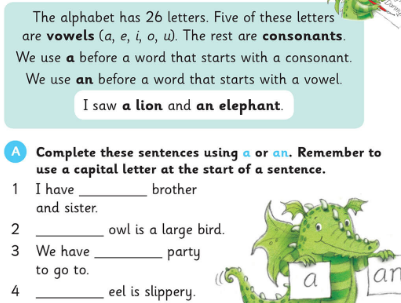 The alphabet has 26 letters. Five of these letters
are vowels (a, e, i, o, u). The rest are consonants.
We use a before a word that starts with a consonant.
We use an before a word that starts with a vowel.
I saw a lion and an elephant.
A Complete these sentences using a or an. Remember to
use a capital letter at the start of a sentence.
1 I have ________ brother
and sister.
2 ________ owl is a large bird.
3 We have ________ party
to go to.
4 ________ eel is slippery.
a
an